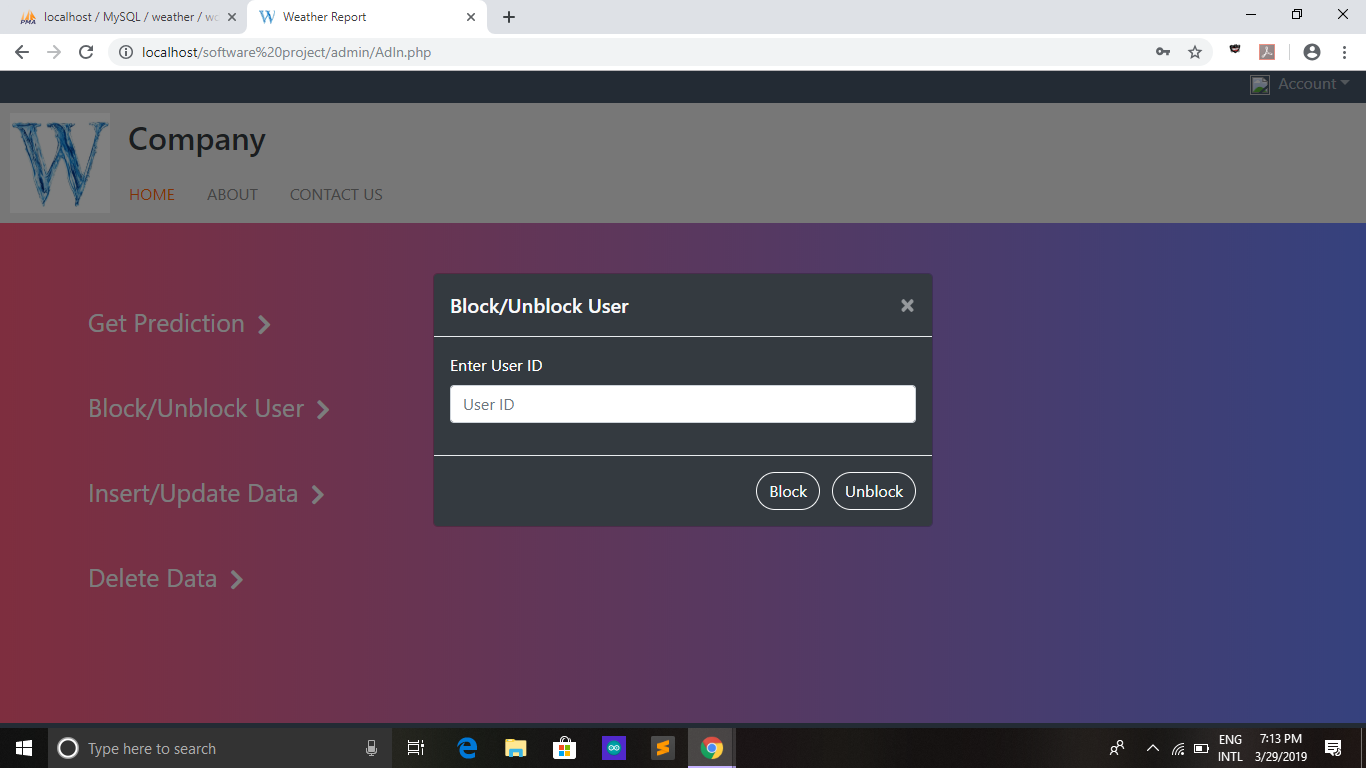 localhost / MySQL / weather / wc
Weather Report
localhost/software%20project/admin/AdIn.php
Account
W
Company
HOME ABOUT CONTACT US
Get Prediction
Block/Unblock User
Insert/Update Data
Delete Data
Block/Unblock User
Enter User ID
User ID
Block Unblock
Type here to search
ENG
INTL
7:13 PM
3/29/2019